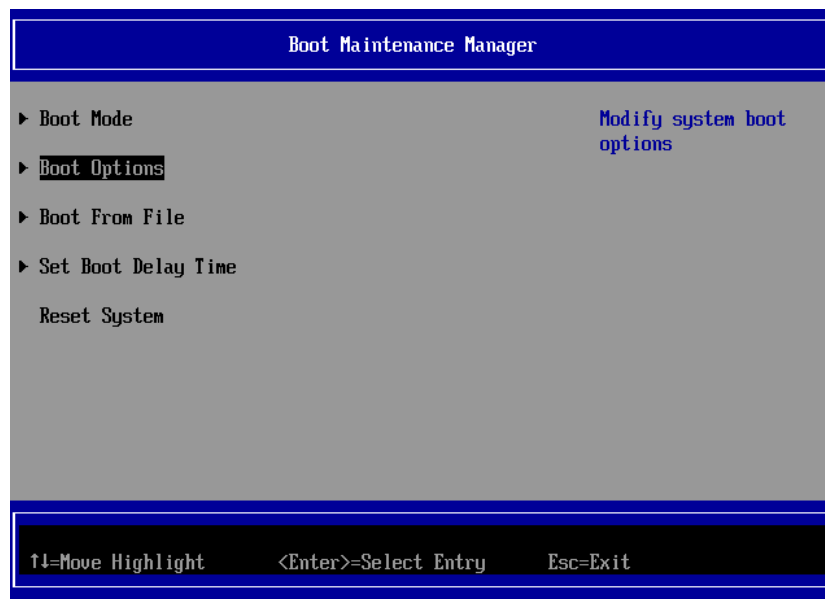 Boot Maintenance Manager
▶ Boot Mode
Modify system boot
options
▶ Boot Options
▶ Boot From File
▶ Set Boot Delay Time
Reset System
↑↓=Move Highlight <Enter>=Select Entry Esc=Exit